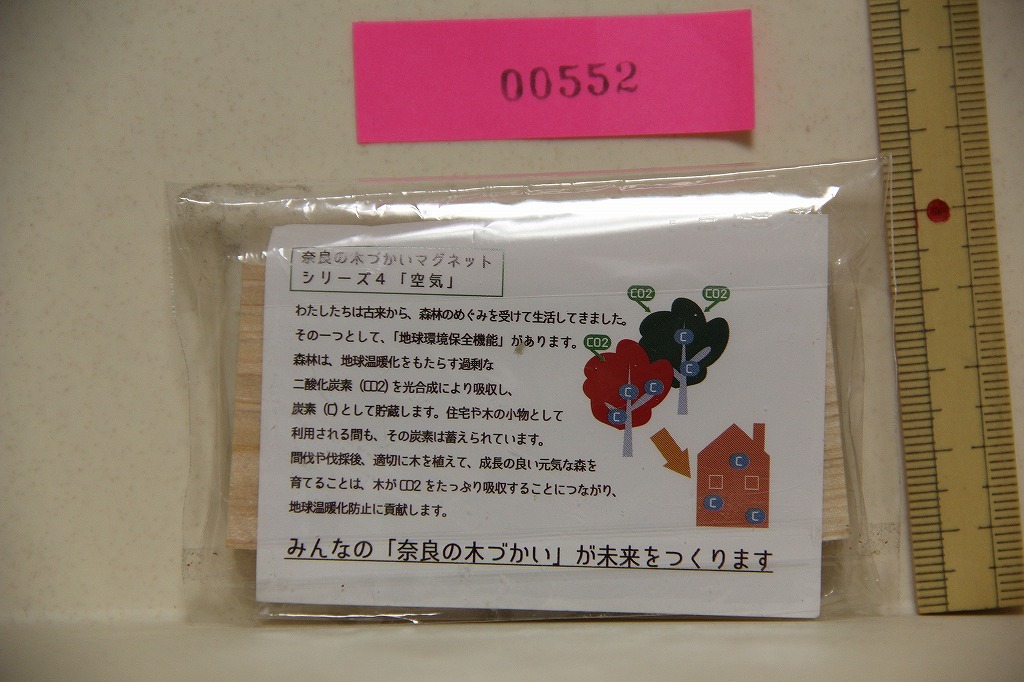 00552
奈良の木づかいマグネット
シリーズ4「空気」
わたしたちは古来から、森林のめぐみを受けて生活してきました。
その一つとして、「地球環境保全機能」があります。
森林は、地球温暖化をもたらす過剰な
二酸化炭素(CO2)を光合成により吸収し、
炭素(C)として貯蔵します。住宅や木の小物として
利用される間も、その炭素は蓄えられています。
間伐や伐採後、適切に木を植えて、成長の良い元気な森を
育てることは、木がCO2をたっぷり吸収することにつながり、
地球温暖化防止に貢献します。
みんなの「奈良の木づかい」が未来をつくります
CO2
CO2
CO2
C
C
C
C
C
C
C
C